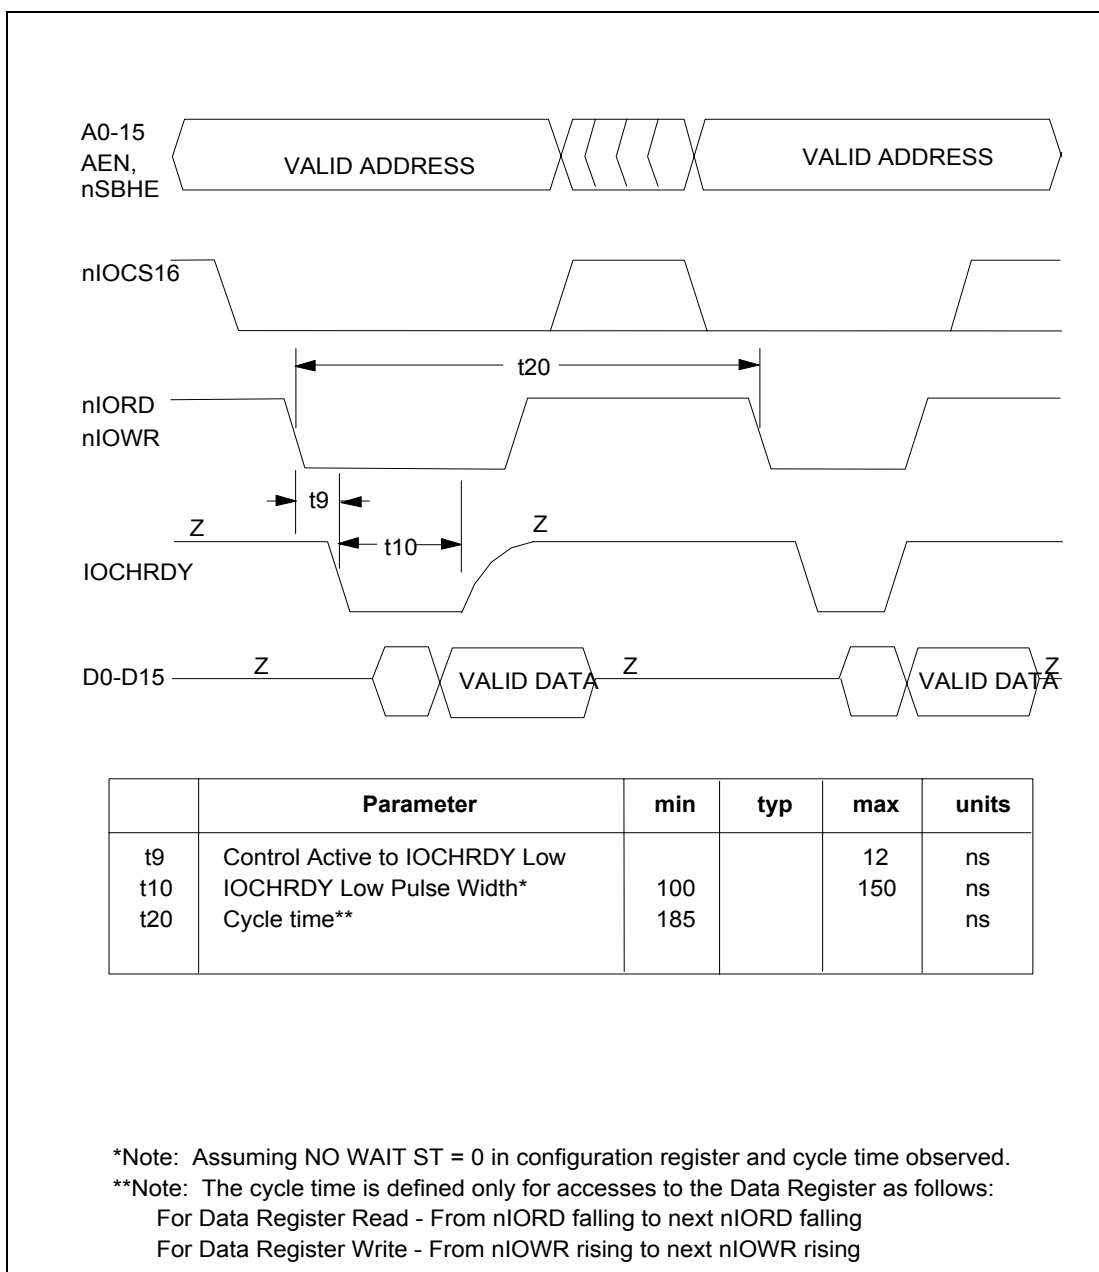 A0-15
AEN,
nSBHE
VALID ADDRESS
VALID ADDRESS
nIOCS16
t20
nIORD
nIOWR
t9
Z
t10
Z
IOCHRDY
D0-D15
Z
VALID DATA
Z
VALID DATA
Z
Parameter min typ max units
t9 Control Active to IOCHRDY Low 12 ns
t10 IOCHRDY Low Pulse Width* 100 150 ns
t20 Cycle time** 185 ns
*Note: Assuming NO WAIT ST = 0 in configuration register and cycle time observed.
**Note: The cycle time is defined only for accesses to the Data Register as follows:
For Data Register Read - From nIORD falling to next nIORD falling
For Data Register Write - From nIOWR rising to next nIOWR rising